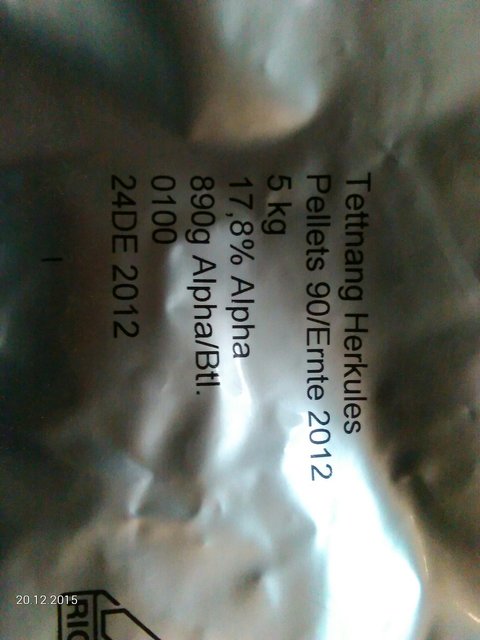 Tettnang Herkules
Pellets 90/Ernte 2012
5 kg
17,8% Alpha
890g Alpha/Btl.
0100
24DE 2012
20.12.2015